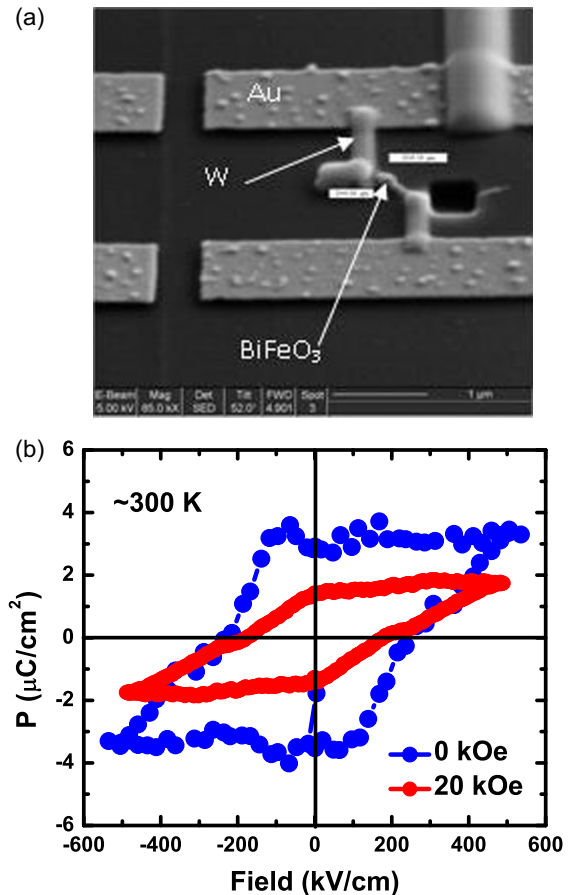 (a)
Au
W
BiFeO₃
E-Beam Mag Det Tilt FWD Spot
5.00 kV 65.0 kX SED 52.0° 4.901 3 1 µm
(b)
~300 K
P (µC/cm²)
6
4
2
0
-2
-4
-6
0 kOe
20 kOe
-600 -400 -200 0 200 400 600
Field (kV/cm)